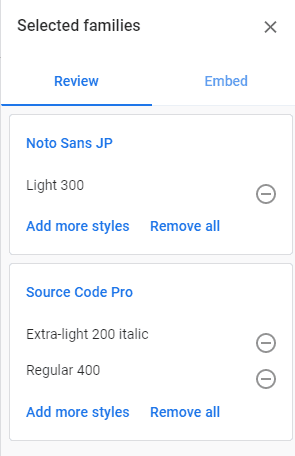 Selected families
Review Embed
Noto Sans JP
Light 300
Add more styles Remove all
Source Code Pro
Extra-light 200 italic
Regular 400
Add more styles Remove all